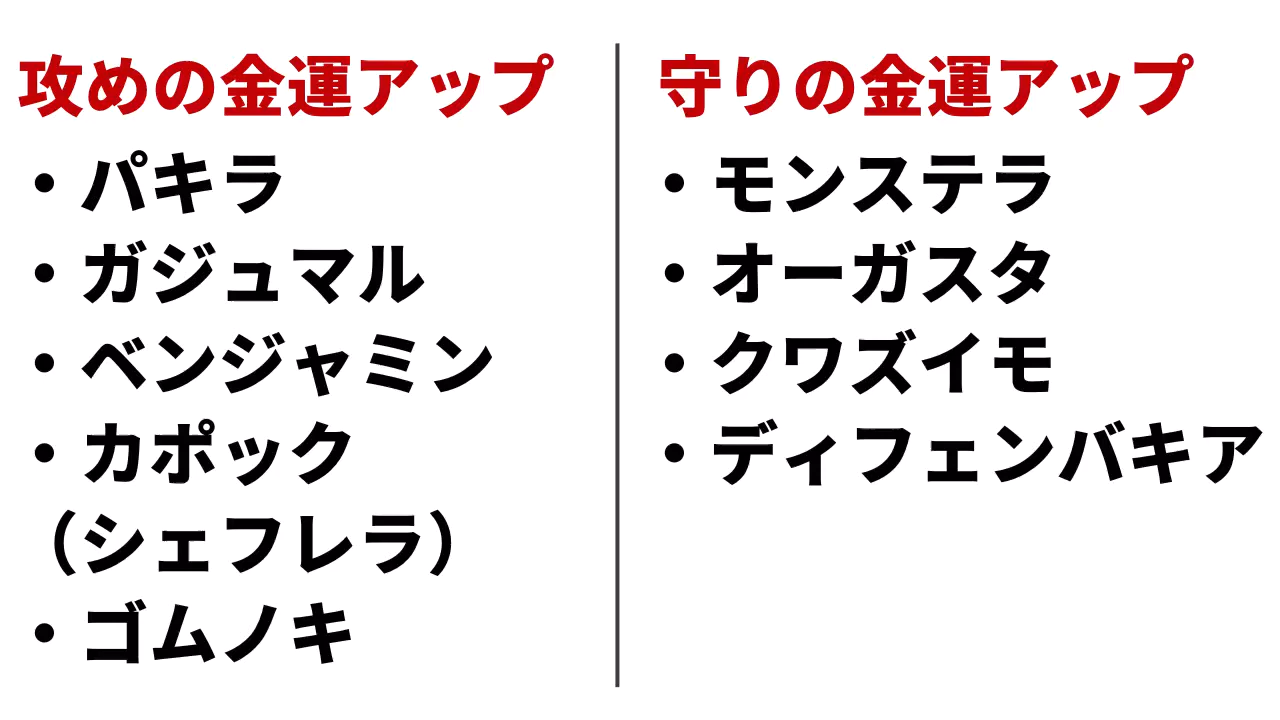 攻めの金運アップ
・パキラ
・ガジュマル
・ベンジャミン
・カポック
（シェフレラ）
・ゴムノキ
守りの金運アップ
・モンステラ
・オーガスタ
・クワズイモ
・ディフェンバキア